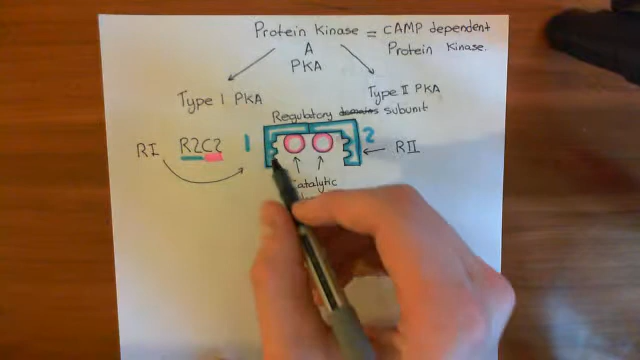 Protein Kinase = CAMP dependent
A Protein Kinase.
PKA
Type I PKA Type II PKA
Regulatory domains subunit
RI R2C2 1 2 RII
Catalytic